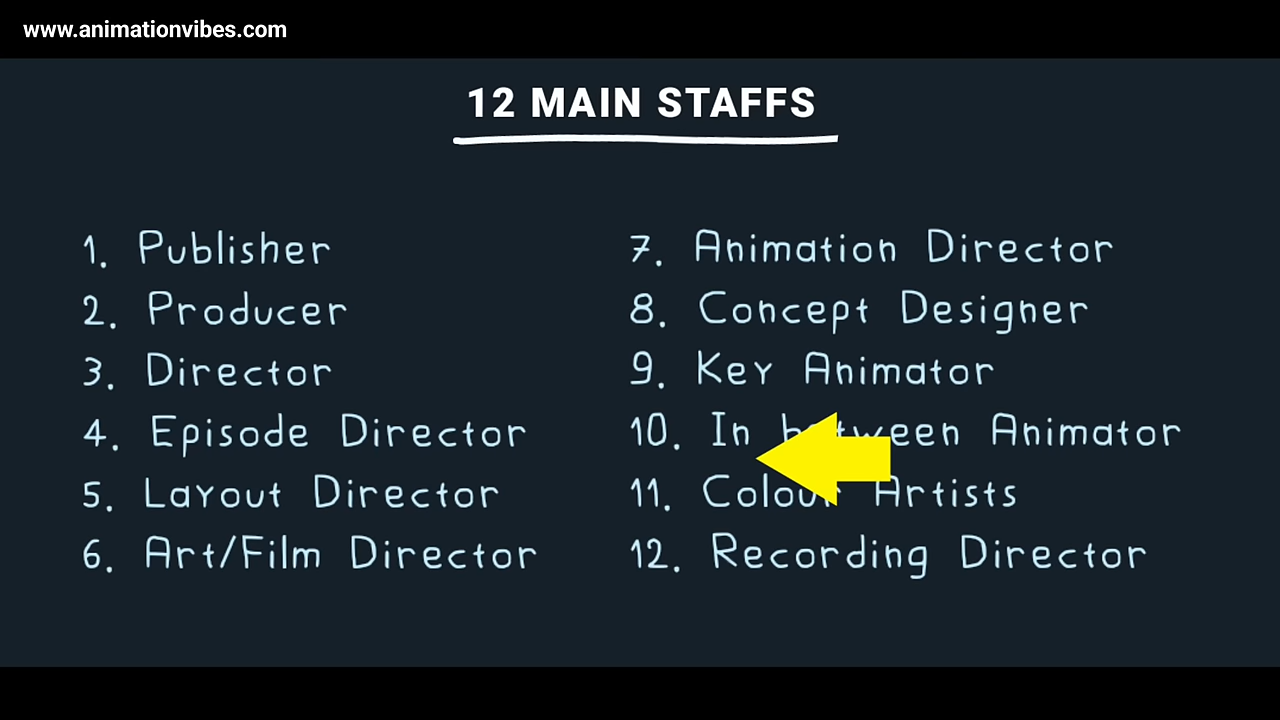 www.animationvibes.com
12 MAIN STAFFS
1. Publisher
2. Producer
3. Director
4. Episode Director
5. Layout Director
6. Art/Film Director
7. Animation Director
8. Concept Designer
9. Key Animator
10. In between Animator
11. Colour Artists
12. Recording Director